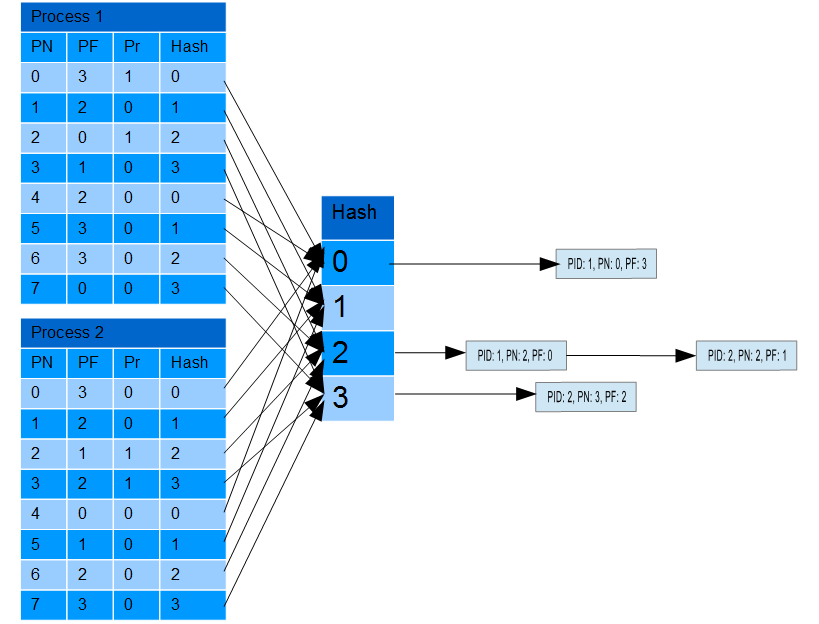 Process 1
PN PF Pr Hash
0 3 1 0
1 2 0 1
2 0 1 2
3 1 0 3
4 2 0 0
5 3 0 1
6 3 0 2
7 0 0 3
Process 2
PN PF Pr Hash
0 3 0 0
1 2 0 1
2 1 1 2
3 2 1 3
4 0 0 0
5 1 0 1
6 2 0 2
7 3 0 3
Hash
0
1
2
3
PID: 1, PN: 0, PF: 3
PID: 1, PN: 2, PF: 0
PID: 2, PN: 2, PF: 1
PID: 2, PN: 3, PF: 2